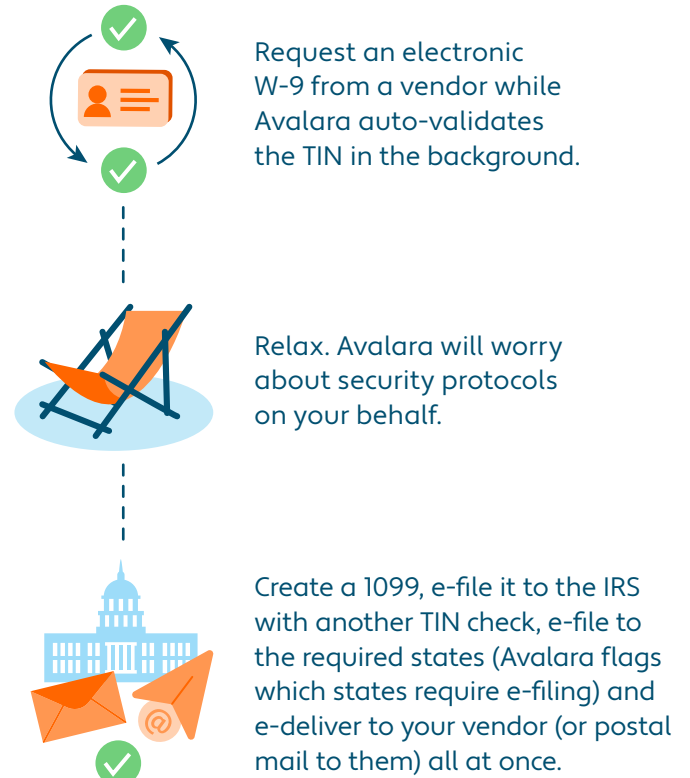 Request an electronic
W-9 from a vendor while
Avalara auto-validates
the TIN in the background.
Relax. Avalara will worry
about security protocols
on your behalf.
Create a 1099, e-file it to the IRS
with another TIN check, e-file to
the required states (Avalara flags
which states require e-filing) and
e-deliver to your vendor (or postal
mail to them) all at once.
@